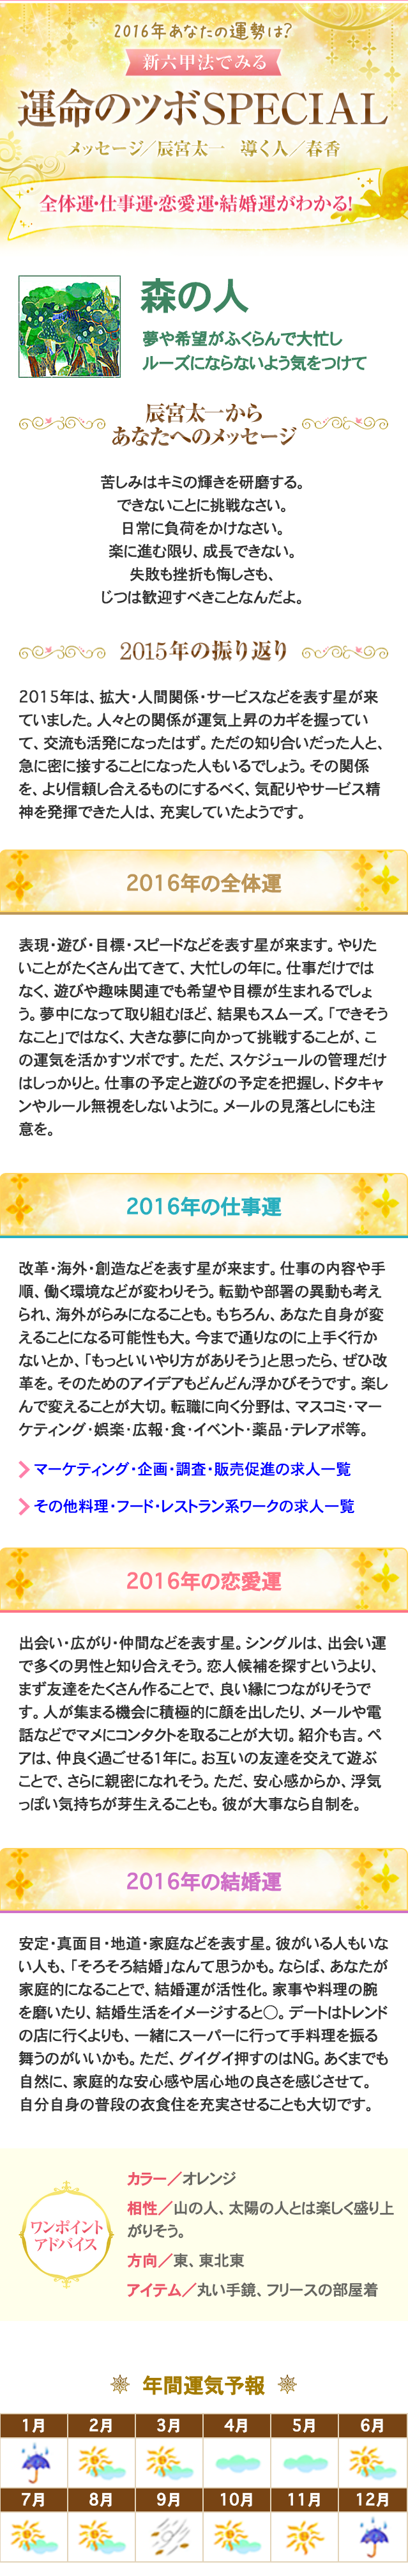 2016年あなたの運勢は?
新六甲法でみる
運命のツボSPECIAL
メッセージ／辰宮太一　導く人／春香
全体運・仕事運・恋愛運・結婚運がわかる!
森の人
夢や希望がふくらんで大忙し
ルーズにならないよう気をつけて
辰宮太一から
あなたへのメッセージ
苦しみはキミの輝きを研磨する。
できないことに挑戦なさい。
日常に負荷をかけなさい。
楽に進む限り、成長できない。
失敗も挫折も悔しさも、
じつは歓迎すべきことなんだよ。
2015年の振り返り
2015年は、拡大・人間関係・サービスなどを表す星が来
ていました。人々との関係が運気上昇のカギを握ってい
て、交流も活発になったはず。ただの知り合いだった人と、
急に密に接することになった人もいるでしょう。その関係
を、より信頼し合えるものにするべく、気配りやサービス精
神を発揮できた人は、充実していたようです。
2016年の全体運
表現・遊び・目標・スピードなどを表す星が来ます。やりた
いことがたくさん出てきて、大忙しの年に。仕事だけでは
なく、遊びや趣味関連でも希望や目標が生まれるでしょ
う。夢中になって取り組むほど、結果もスムーズ。「できそう
なこと」ではなく、大きな夢に向かって挑戦することが、こ
の運気を活かすツボです。ただ、スケジュールの管理だけ
はしっかりと。仕事の予定と遊びの予定を把握し、ドタキャ
ンやルール無視をしないように。メールの見落としにも注
意を。
2016年の仕事運
改革・海外・創造などを表す星が来ます。仕事の内容や手
順、働く環境などが変わりそう。転勤や部署の異動も考え
られ、海外がらみになることも。もちろん、あなた自身が変
えることになる可能性も大。今まで通りなのに上手く行か
ないとか、「もっといいやり方がありそう」と思ったら、ぜひ改
革を。そのためのアイデアもどんどん浮かびそうです。楽し
んで変えることが大切。転職に向く分野は、マスコミ・マー
ケティング・娯楽・広報・食・イベント・薬品・テレアポ等。
マーケティング・企画・調査・販売促進の求人一覧
その他料理・フード・レストラン系ワークの求人一覧
2016年の恋愛運
出会い・広がり・仲間などを表す星。シングルは、出会い運
で多くの男性と知り合えそう。恋人候補を探すというより、
まず友達をたくさん作ることで、良い縁につながりそうで
す。人が集まる機会に積極的に顔を出したり、メールや電
話などでマメにコンタクトを取ることが大切。紹介も吉。ペ
アは、仲良く過ごせる1年に。お互いの友達を交えて遊ぶ
ことで、さらに親密になれそう。ただ、安心感からか、浮気
っぽい気持ちが芽生えることも。彼が大事なら自制を。
2016年の結婚運
安定・真面目・地道・家庭などを表す星。彼がいる人もいな
い人も、「そろそろ結婚」なんて思うかも。ならば、あなたが
家庭的になることで、結婚運が活性化。家事や料理の腕
を磨いたり、結婚生活をイメージすると◯。デートはトレンド
の店に行くよりも、一緒にスーパーに行って手料理を振る
舞うのがいいかも。ただ、グイグイ押すのはNG。あくまでも
自然に、家庭的な安心感や居心地の良さを感じさせて。
自分自身の普段の衣食住を充実させることも大切です。
ワンポイント
アドバイス
カラー／オレンジ
相性／山の人、太陽の人とは楽しく盛り上
がりそう。
方向／東、東北東
アイテム／丸い手鏡、フリースの部屋着
年間運気予報
1月 2月 3月 4月 5月 6月
7月 8月 9月 10月 11月 12月